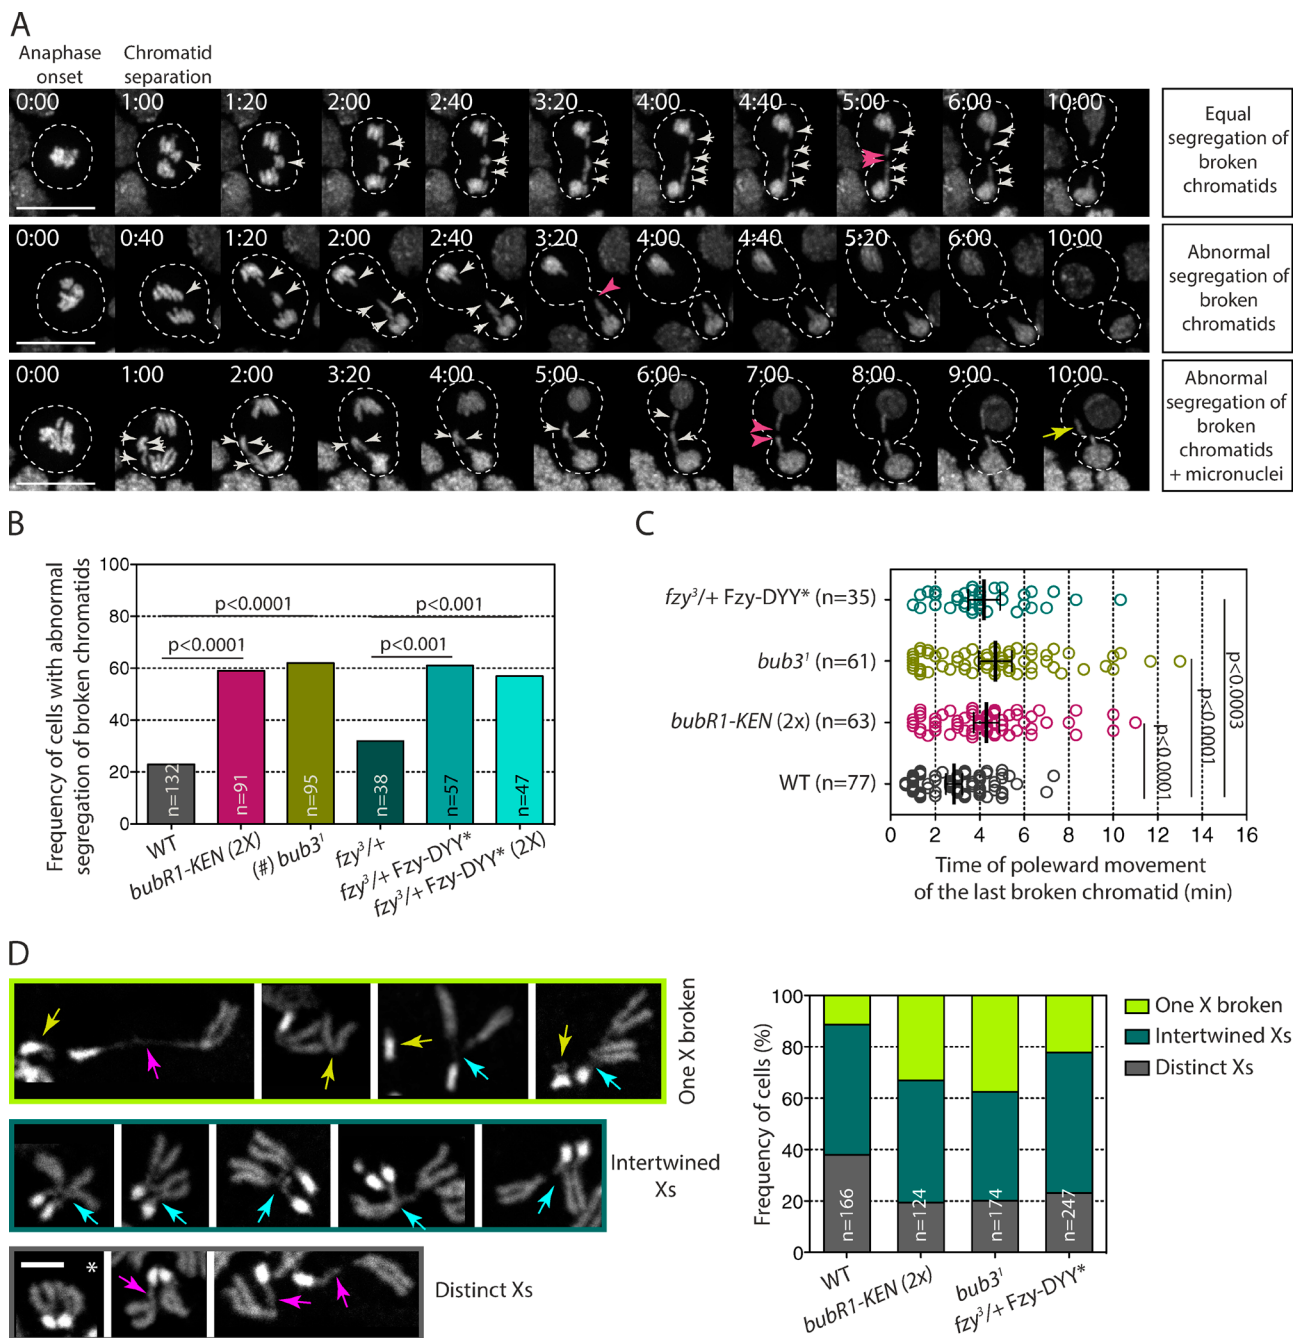 A
Anaphase
onset
Chromatid
separation
0:00 1:00 1:20 2:00 2:40 3:20 4:00 4:40 5:00 6:00 10:00
Equal
segregation of
broken
chromatids
0:00 0:40 1:20 2:00 2:40 3:20 4:00 4:40 5:20 6:00 10:00
Abnormal
segregation of
broken
chromatids
0:00 1:00 2:00 3:20 4:00 5:00 6:00 7:00 8:00 9:00 10:00
Abnormal
segregation of
broken
chromatids
+ micronuclei
B
Frequency of cells with abnormal
segregation of broken chromatids
100
80
60
40
20
0
p<0.0001
p<0.0001
p<0.001
p<0.001
n=132
n=91
n=95
n=38
n=57
n=47
WT
bubR1-KEN (2X)
(#) bub3¹
fzy³/+
fzy³/+ Fzy-DYY*
fzy³/+ Fzy-DYY* (2X)
C
fzy³/+ Fzy-DYY* (n=35)
bub3¹ (n=61)
bubR1-KEN (2x) (n=63)
WT (n=77)
p<0.0001
p<0.0001
p<0.0003
0 2 4 6 8 10 12 14 16
Time of poleward movement
of the last broken chromatid (min)
D
One X broken
Intertwined
Xs
*
Distinct Xs
Frequency of cells (%)
100
80
60
40
20
0
n=166
n=124
n=174
n=247
WT
bubR1-KEN (2x)
bub3¹
fzy³/+ Fzy-DYY*
One X broken
Intertwined Xs
Distinct Xs